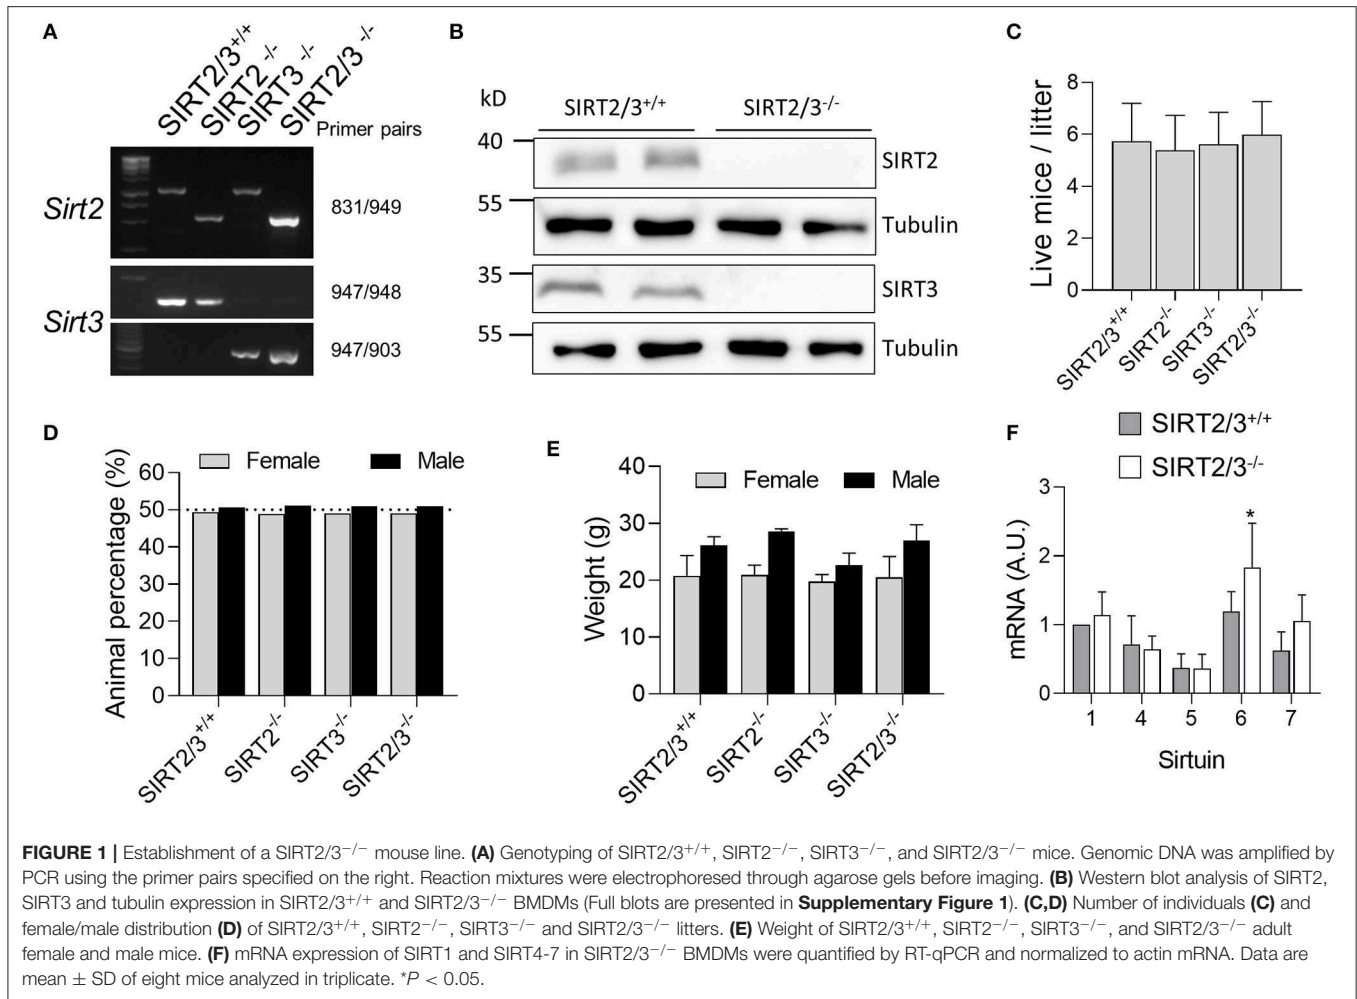 A
SIRT2/3+/+
SIRT2-/-
SIRT3 -/-
SIRT2/3-/-
Primer pairs
Sirt2
831/949
Sirt3
947/948
947/903
B
kD
SIRT2/3+/+
SIRT2/3-/-
40
SIRT2
55
Tubulin
35
SIRT3
55
Tubulin
C
Live mice / litter
8
6
4
2
0
SIRT2/3+/+
SIRT2-/-
SIRT3-/-
SIRT2/3-/-
D
Female
Male
Animal percentage (%)
60
50
40
30
20
10
0
SIRT2/3+/+
SIRT2-/-
SIRT3-/-
SIRT2/3-/-
E
Female
Male
Weight (g)
40
30
20
10
0
SIRT2/3+/+
SIRT2-/-
SIRT3-/-
SIRT2/3-/-
F
SIRT2/3+/+
SIRT2/3-/-
mRNA (A.U.)
3
2
1
0
*
1 4 5 6 7
Sirtuin
FIGURE 1 | Establishment of a SIRT2/3−/− mouse line. (A) Genotyping of SIRT2/3+/+, SIRT2−/−, SIRT3−/−, and SIRT2/3−/− mice. Genomic DNA was amplified by
PCR using the primer pairs specified on the right. Reaction mixtures were electrophoresed through agarose gels before imaging. (B) Western blot analysis of SIRT2,
SIRT3 and tubulin expression in SIRT2/3+/+ and SIRT2/3−/− BMDMs (Full blots are presented in Supplementary Figure 1). (C,D) Number of individuals (C) and
female/male distribution (D) of SIRT2/3+/+, SIRT2−/−, SIRT3−/− and SIRT2/3−/− litters. (E) Weight of SIRT2/3+/+, SIRT2−/−, SIRT3−/−, and SIRT2/3−/− adult
female and male mice. (F) mRNA expression of SIRT1 and SIRT4-7 in SIRT2/3−/− BMDMs were quantified by RT-qPCR and normalized to actin mRNA. Data are
mean ± SD of eight mice analyzed in triplicate. *P < 0.05.